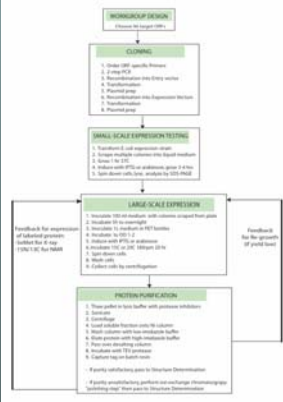 WORKGROUP DESIGN
Choose 96 target ORFs
CLONING
1. Order ORF-specific Primers
2. 2-step PCR
3. Recombination into Entry vector
4. Transformation
5. Plasmid prep
6. Recombination into Expression Vectors
7. Transformation
8. Plasmid prep
SMALL-SCALE EXPRESSION TESTING
1. Transform E.coli expression strain
2. Scrape multiple colonies into liquid medium
3. Grow 1 hr 37C
4. Induce with IPTG or arabinose, grow 3-4 hrs
5. Spin down cells, lyse, analyze by SDS-PAGE
LARGE-SCALE EXPRESSION
1. Inoculate 100 ml medium with colonies scraped from plate
2. Incubate to overnight
3. Inoculate 1L medium in PET bottles
4. Incubate to OD 1-2
5. Induce with IPTG or arabinose
6. Incubate
7. Spin down cells
8. Wash cells
9. Collect cells by centrifugation
Feedback for expression
of labeled protein:
-SeMet for X-ray
-15N/13C for NMR
Feedback for Re-growth
(if yield low)
PROTEIN PURIFICATION
1. Thaw pellet in lysis buffer with protease inhibitors
2. Sonicate
3. Centrifuge
4. Load soluble fraction onto Ni column
5. Wash column with low-imidazole buffer
6. Elute protein with high-imidazole buffer
7. Pass over desalting column
8. Incubate with TEV protease
9. Capture tag on batch resin
- If purity satisfactory pass to Structure Determination
- If purity unsatisfactory perform ion exchange chromatography
"polishing step" then pass to Structure Determination